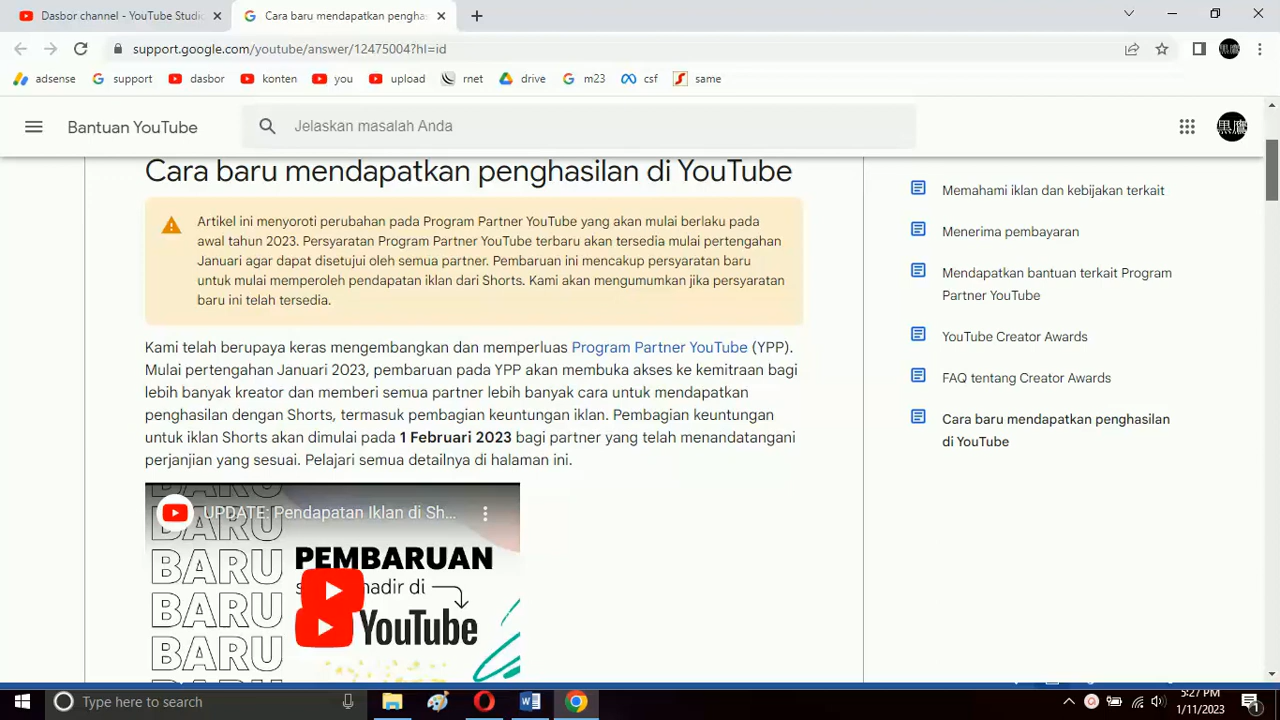 Dasbor channel - YouTube Studio
Cara baru mendapatkan pengha
support.google.com/youtube/answer/12475004?hl=id
adsense
support
dasbor
konten
you
upload
rnet
drive
m23
csf
same
Bantuan YouTube
Jelaskan masalah Anda
黒鷹
Cara baru mendapatkan penghasilan di YouTube
Artikel ini menyoroti perubahan pada Program Partner YouTube yang akan mulai berlaku pada
awal tahun 2023. Persyaratan Program Partner YouTube terbaru akan tersedia mulai pertengahan
Januari agar dapat disetujui oleh semua partner. Pembaruan ini mencakup persyaratan baru
untuk mulai memperoleh pendapatan iklan dari Shorts. Kami akan mengumumkan jika persyaratan
baru ini telah tersedia.
Kami telah berupaya keras mengembangkan dan memperluas Program Partner YouTube (YPP).
Mulai pertengahan Januari 2023, pembaruan pada YPP akan membuka akses ke kemitraan bagi
lebih banyak kreator dan memberi semua partner lebih banyak cara untuk mendapatkan
penghasilan dengan Shorts, termasuk pembagian keuntungan iklan. Pembagian keuntungan
untuk iklan Shorts akan dimulai pada 1 Februari 2023 bagi partner yang telah menandatangani
perjanjian yang sesuai. Pelajari semua detailnya di halaman ini.
UPDATE: Pendapatan Iklan di Sh...
BARU
BARU
BARU
BARU
BARU
PEMBARUAN
hadir di
YouTube
Memahami iklan dan kebijakan terkait
Menerima pembayaran
Mendapatkan bantuan terkait Program
Partner YouTube
YouTube Creator Awards
FAQ tentang Creator Awards
Cara baru mendapatkan penghasilan
di YouTube
Type here to search
5:27 PM
1/11/2023